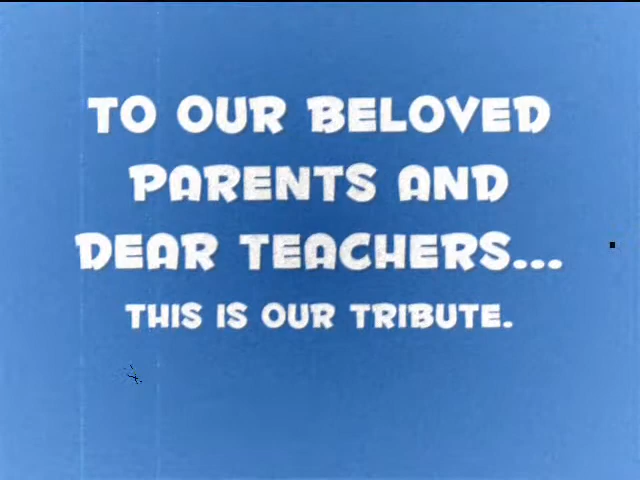 TO OUR BELOVED
PARENTS AND
DEAR TEACHERS...
THIS IS OUR TRIBUTE.